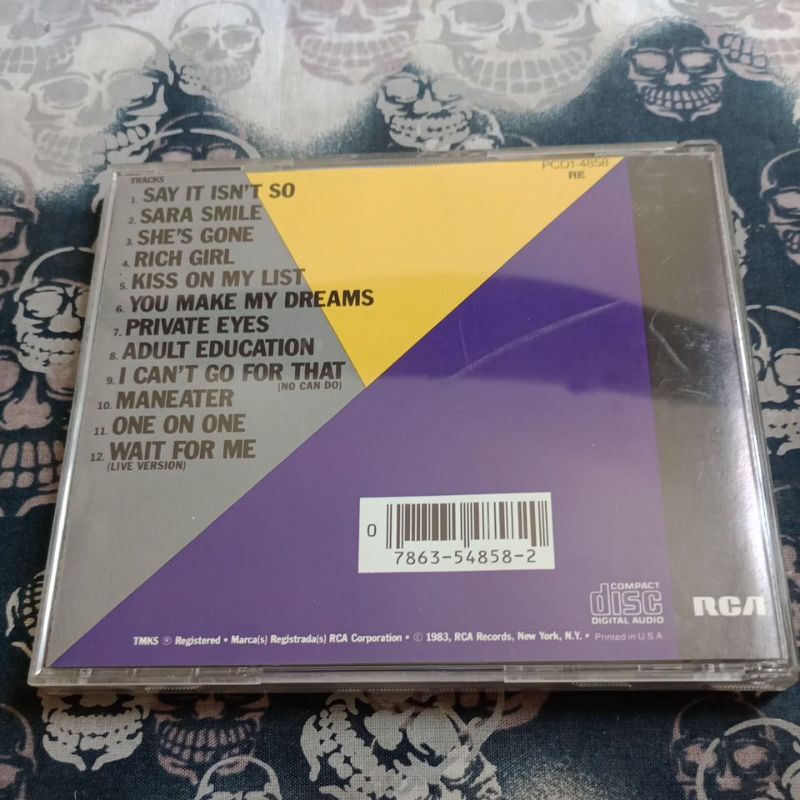 TRACKS
1. SAY IT ISN'T SO
2. SARA SMILE
3. SHE'S GONE
4. RICH GIRL
5. KISS ON MY LIST
6. YOU MAKE MY DREAMS
7. PRIVATE EYES
8. ADULT EDUCATION
9. I CAN'T GO FOR THAT
(NO CAN DO)
10. MANEATER
11. ONE ON ONE
12. WAIT FOR ME
(LIVE VERSION)
PCD1-4858
RE
0 7863-54858-2
COMPACT
disc
DIGITAL AUDIO
RCA
TMKS ® Registered • Marca(s) Registrada(s) RCA Corporation • © 1983, RCA Records, New York, N.Y. • Printed in U.S.A.